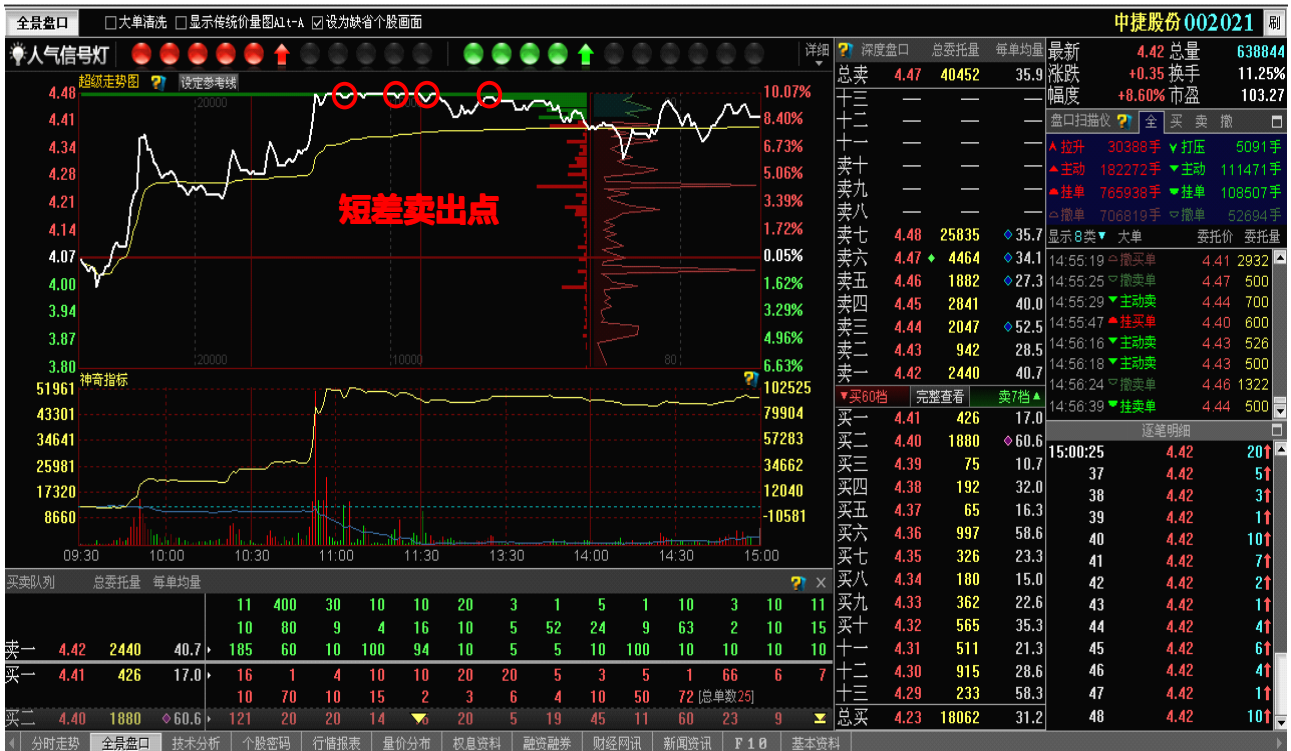 全景盘口 大单清洗 显示传统价量图Alt-A 设为缺省个股画面 中捷股份 002021 刷
人气信号灯 详细
超级走势图 设定参考线
4.48 20000 10000 10.07%
4.41 8.40%
4.34 6.73%
4.28 5.06%
4.21 3.39%
4.14 1.72%
4.07 0.05%
4.00 1.62%
3.94 3.29%
3.87 4.96%
3.80 20000 10000 80 6.63%
短差卖出点
神奇指标
51961 102525
43301 79904
34641 57283
25981 34662
17320 12040
8660 -10581
09:30 10:00 10:30 11:00 11:30 13:30 14:00 14:30 15:00
买卖队列 总委托量 每单均量
11 400 30 10 10 20 3 1 5 1 10 3 10 11
10 80 9 4 16 10 5 52 24 9 63 2 10 15
卖一 4.42 2440 40.7 185 60 10 100 94 10 5 5 10 100 10 10 10 10
买一 4.41 426 17.0 16 1 4 10 10 20 20 5 3 5 1 66 6 7
10 70 10 15 2 3 6 4 10 50 72 [总单数25]
买二 4.40 1880 60.6 121 20 20 14 20 5 19 45 11 60 23 9
深度盘口 总委托量 每单均量
总卖 4.47 40452 35.9
十三 — — —
十二 — — —
十一 — — —
卖十 — — —
卖九 — — —
卖八 — — —
卖七 4.48 25835 35.7
卖六 4.47 4464 34.1
卖五 4.46 1882 27.3
卖四 4.45 2841 40.0
卖三 4.44 2047 52.5
卖二 4.43 942 28.5
卖一 4.42 2440 40.7
▼买60档 完整查看 卖7档▲
买一 4.41 426 17.0
买二 4.40 1880 60.6
买三 4.39 75 10.7
买四 4.38 192 32.0
买五 4.37 65 16.3
买六 4.36 997 58.6
买七 4.35 326 23.3
买八 4.34 180 15.0
买九 4.33 362 22.6
买十 4.32 565 35.3
十一 4.31 511 21.3
十二 4.30 915 28.6
十三 4.29 233 58.3
总买 4.23 18062 31.2
最新 4.42 总量 638844
涨跌 +0.35 换手 11.25%
幅度 +8.60% 市盈 103.27
盘口扫描仪 全 买 卖 撤
拉升 30388手 打压 5091手
主动 182272手 主动 111471手
挂单 765938手 挂单 108507手
撤单 706819手 撤单 52694手
显示8类▼ 大单 委托价 委托量
14:55:19 撤买单 4.41 2932
14:55:25 撤卖单 4.47 500
14:55:29 主动卖 4.44 700
14:55:47 挂买单 4.40 600
14:56:16 主动卖 4.43 526
14:56:18 主动卖 4.43 500
14:56:24 撤卖单 4.46 1322
14:56:39 挂卖单 4.44 500
逐笔明细
15:00:25 4.42 20↑
37 4.42 5↑
38 4.42 3↑
39 4.42 1↑
40 4.42 10↑
41 4.42 7↑
42 4.42 2↑
43 4.42 1↑
44 4.42 4↑
45 4.42 6↑
46 4.42 4↑
47 4.42 1↑
48 4.42 10↑
分时走势 全景盘口 技术分析 个股密码 行情报表 量价分布 权息资料 融资融券 财经网讯 新闻资讯 F10 基本资料